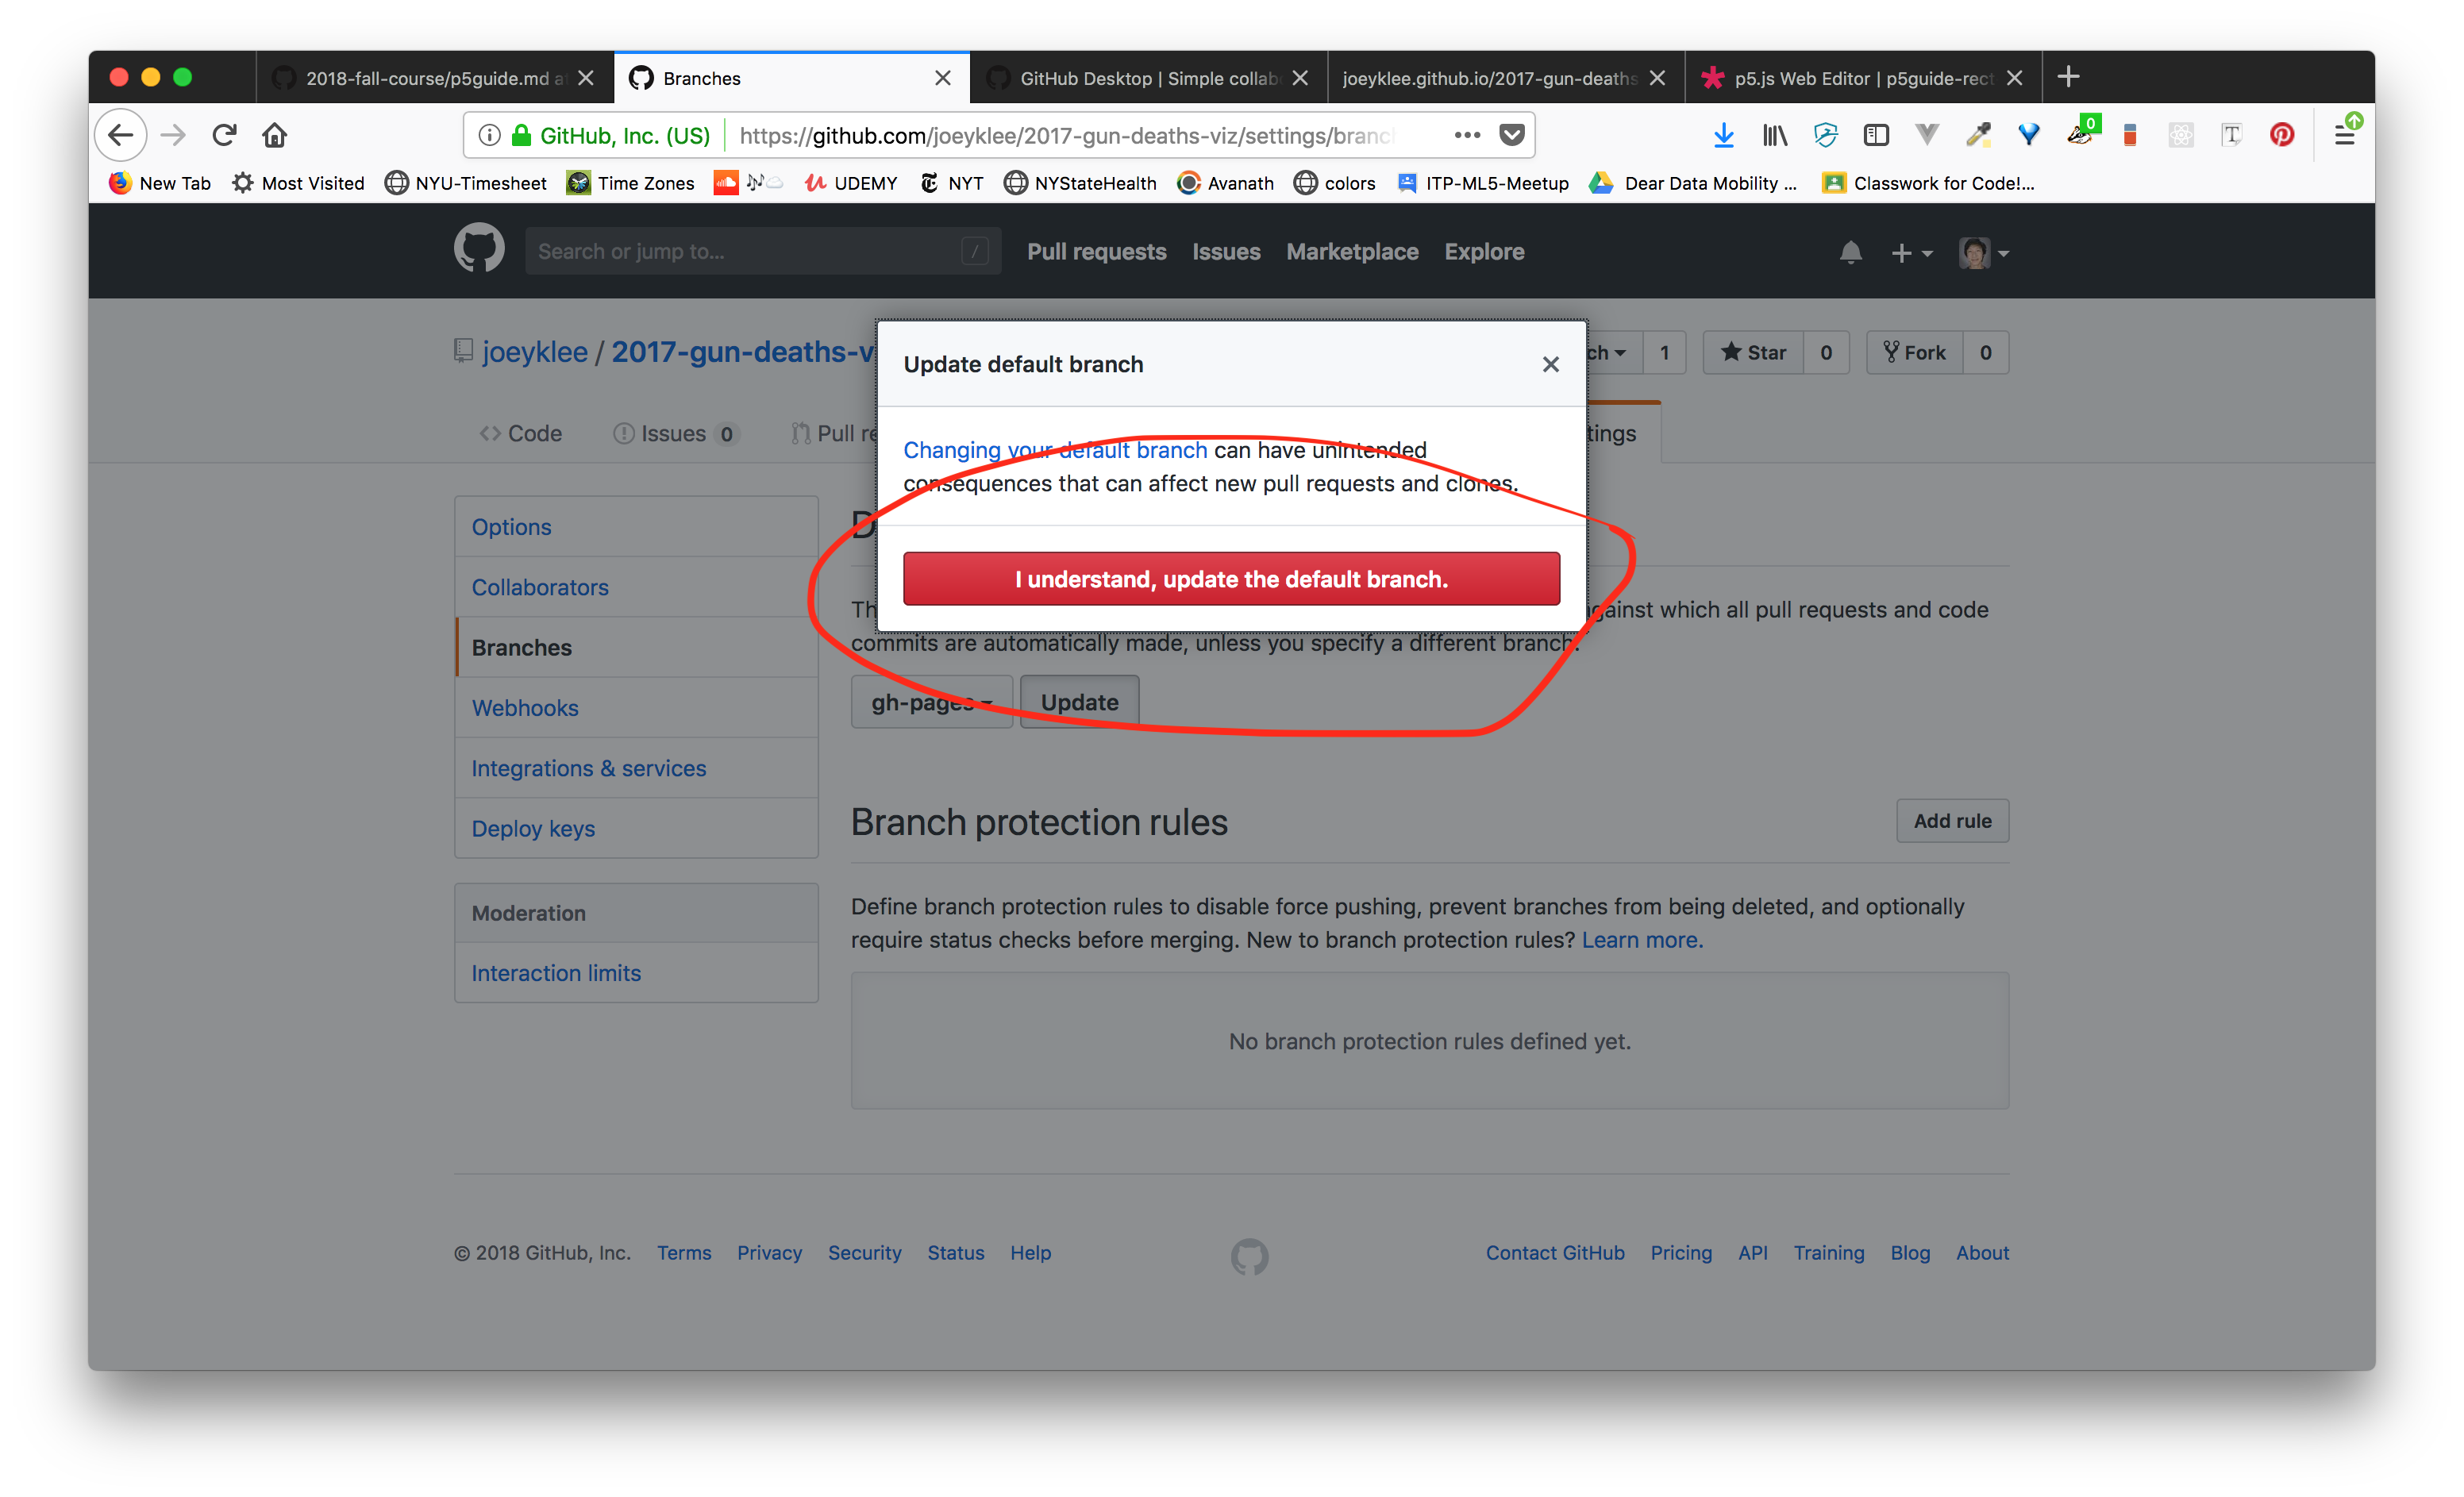 2018-fall-course/p5guide.md at
Branches
GitHub Desktop | Simple collab
joeyklee.github.io/2017-gun-deaths-
p5.js Web Editor | p5guide-rect
GitHub, Inc. (US)
https://github.com/joeyklee/2017-gun-deaths-viz/settings/branc
0
New Tab
Most Visited
NYU-Timesheet
Time Zones
UDEMY
NYT
NYStateHealth
Avanath
colors
ITP-ML5-Meetup
Dear Data Mobility ...
Classwork for Code!...
Search or jump to...
/
Pull requests
Issues
Marketplace
Explore
joeyklee / 2017-gun-deaths-v
ch
1
Star
0
Fork
0
Code
Issues 0
Pull re
tings
Update default branch
Changing your default branch can have unintended
consequences that can affect new pull requests and clones.
I understand, update the default branch.
Options
Collaborators
Branches
Webhooks
Integrations & services
Deploy keys
Moderation
Interaction limits
D
Th
gainst which all pull requests and code
commits are automatically made, unless you specify a different branch.
gh-pages
Update
Branch protection rules
Add rule
Define branch protection rules to disable force pushing, prevent branches from being deleted, and optionally
require status checks before merging. New to branch protection rules? Learn more.
No branch protection rules defined yet.
© 2018 GitHub, Inc.
Terms
Privacy
Security
Status
Help
Contact GitHub
Pricing
API
Training
Blog
About